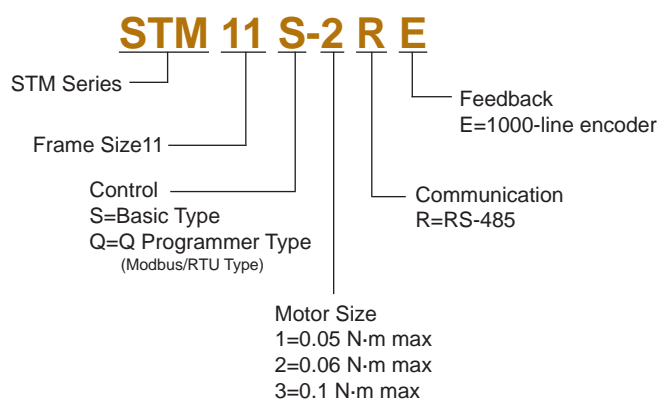 STM 11 S-2 R E
STM Series
Feedback
E=1000-line encoder
Frame Size11
Control
S=Basic Type
Q=Q Programmer Type
(Modbus/RTU Type)
Communication
R=RS-485
Motor Size
1=0.05 N·m max
2=0.06 N·m max
3=0.1 N·m max